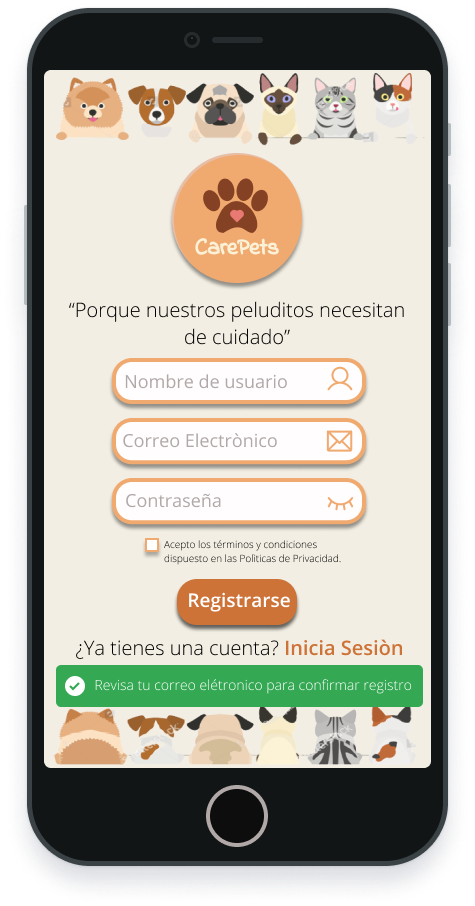 CarePets
“Porque nuestros peluditos necesitan
de cuidado”
Nombre de usuario
Correo Electrònico
Contraseña
Acepto los términos y condiciones
dispuesto en las Polìticas de Privacidad.
Registrarse
¿Ya tienes una cuenta? Inicia Sesiòn
Revisa tu correo elétronico para confirmar registro